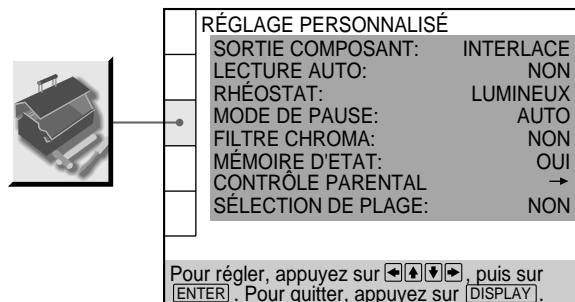 RÉGLAGE PERSONNALISÉ
SORTIE COMPOSANT: INTERLACE
LECTURE AUTO: NON
RHÉOSTAT: LUMINEUX
MODE DE PAUSE: AUTO
FILTRE CHROMA: NON
MÉMOIRE D'ETAT: OUI
CONTRÔLE PARENTAL →
SÉLECTION DE PLAGE: NON
Pour régler, appuyez sur ←↑↓→, puis sur
ENTER. Pour quitter, appuyez sur DISPLAY.